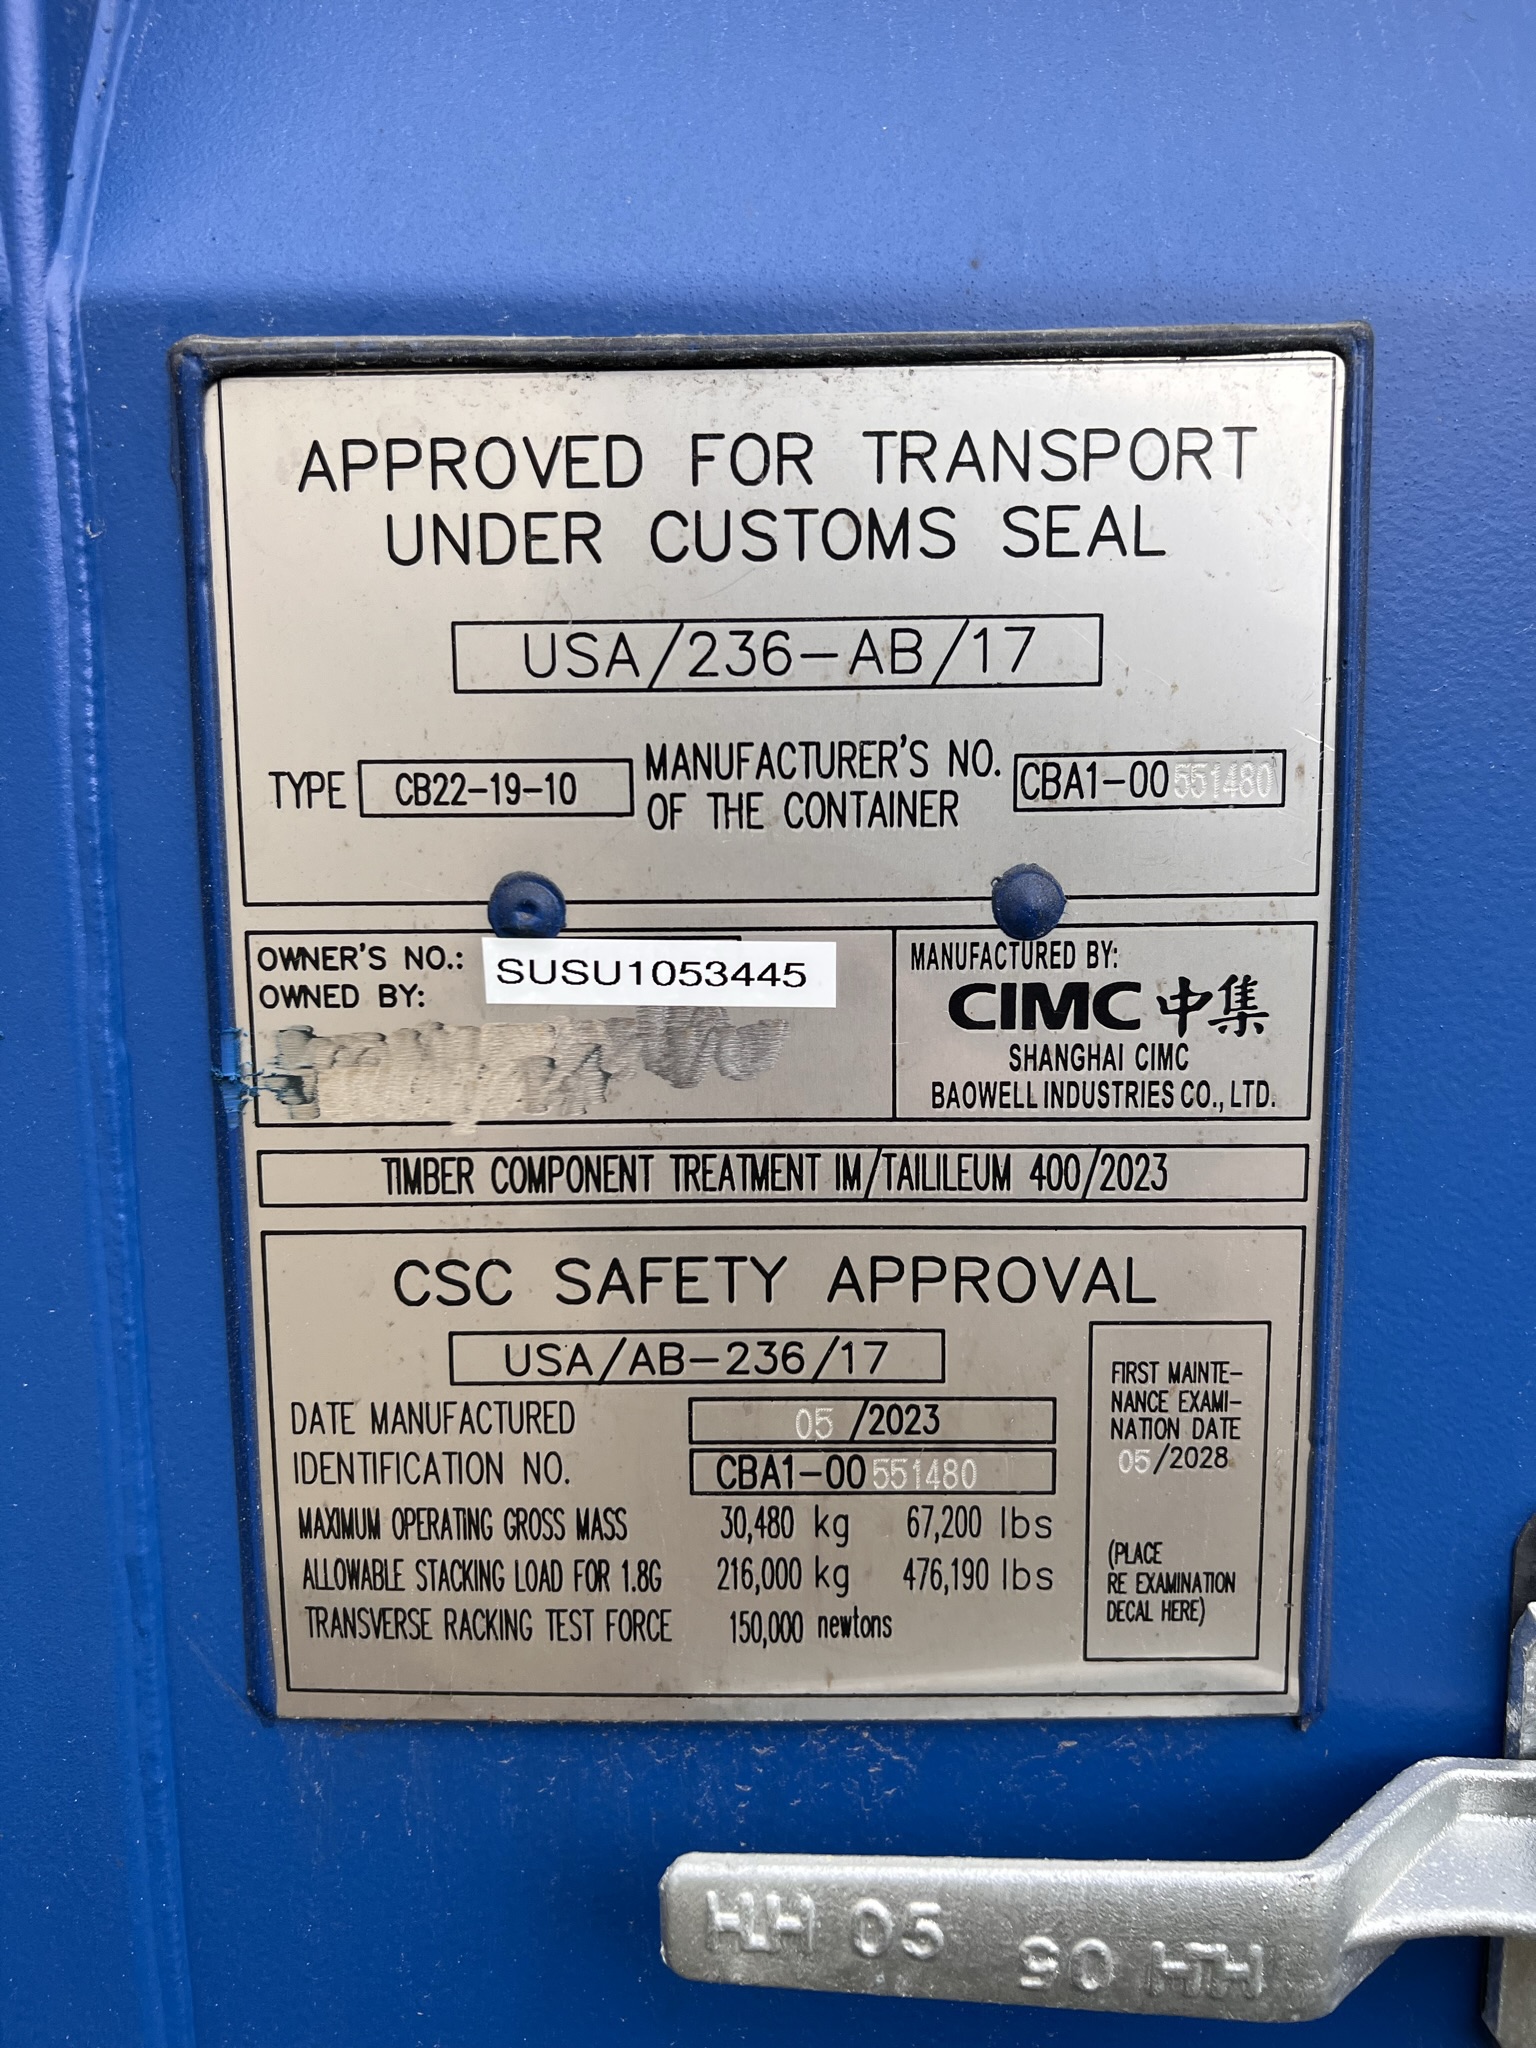 APPROVED FOR TRANSPORT
UNDER CUSTOMS SEAL
USA/236-AB/17
TYPE CB22-19-10
MANUFACTURER'S NO.
OF THE CONTAINER
CBA1-00551480
OWNER'S NO.: SUSU1053445
OWNED BY:
MANUFACTURED BY:
CIMC 中集
SHANGHAI CIMC
BAOWELL INDUSTRIES CO., LTD.
TIMBER COMPONENT TREATMENT IM/TAILILEUM 400/2023
CSC SAFETY APPROVAL
USA/AB-236/17
DATE MANUFACTURED 05/2023
IDENTIFICATION NO. CBA1-00551480
MAXIMUM OPERATING GROSS MASS 30,480 kg 67,200 lbs
ALLOWABLE STACKING LOAD FOR 1.8G 216,000 kg 476,190 lbs
TRANSVERSE RACKING TEST FORCE 150,000 newtons
FIRST MAINTE-
NANCE EXAMI-
NATION DATE
05/2028
(PLACE
RE EXAMINATION
DECAL HERE)
HH 05